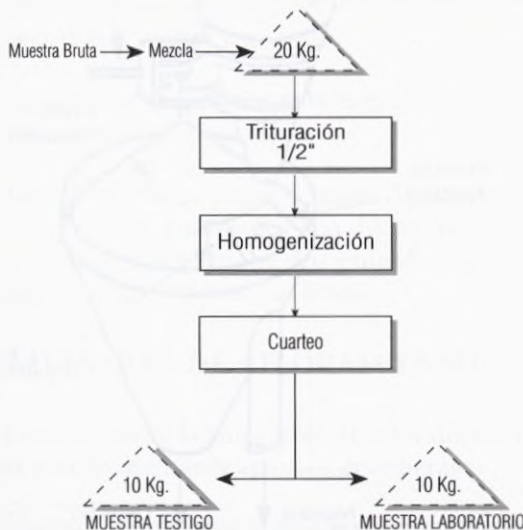 Muestra Bruta Mezcla 20 Kg.
Trituración
1/2"
Homogenización
Cuarteo
10 Kg. 10 Kg.
MUESTRA TESTIGO MUESTRA LABORATORIO